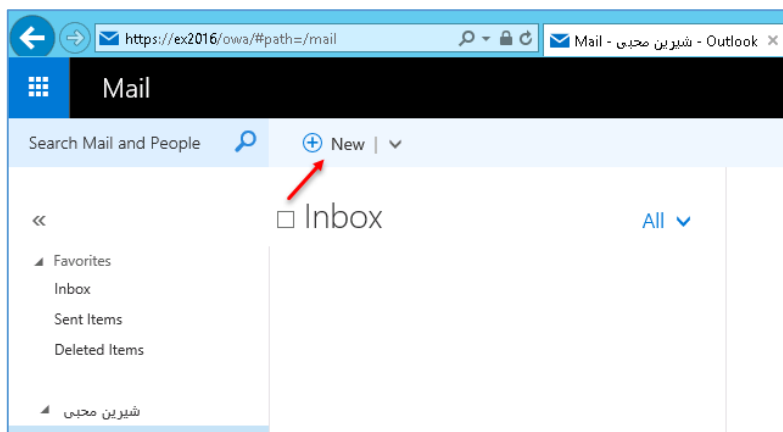 https://ex2016/owa/#path=/mail
Mail - شیرین محبی - Outlook
Mail
Search Mail and People
New
Inbox
All
Favorites
Inbox
Sent Items
Deleted Items
شیرین محبی